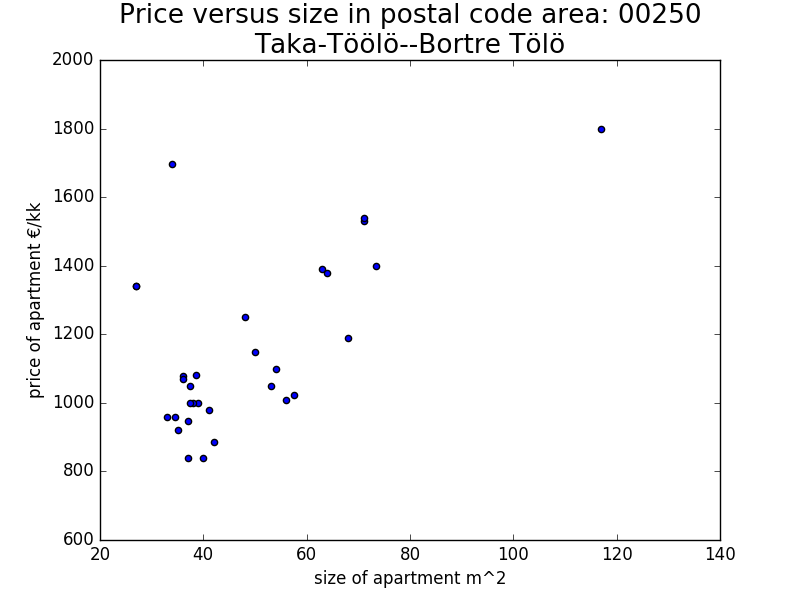 Price versus size in postal code area: 00250
Taka-Töölö--Bortre Tölö
2000
1800
1600
1400
1200
1000
800
600
price of apartment €/kk
20 40 60 80 100 120 140
size of apartment m^2